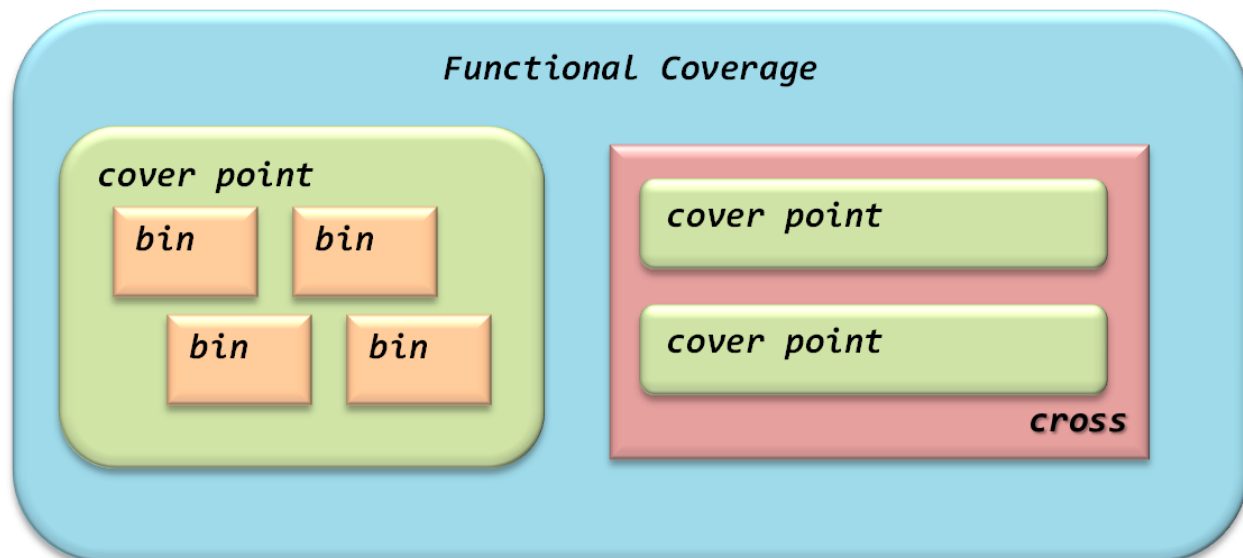 Functional Coverage
cover point
bin
bin
bin
bin
cover point
cover point
cross